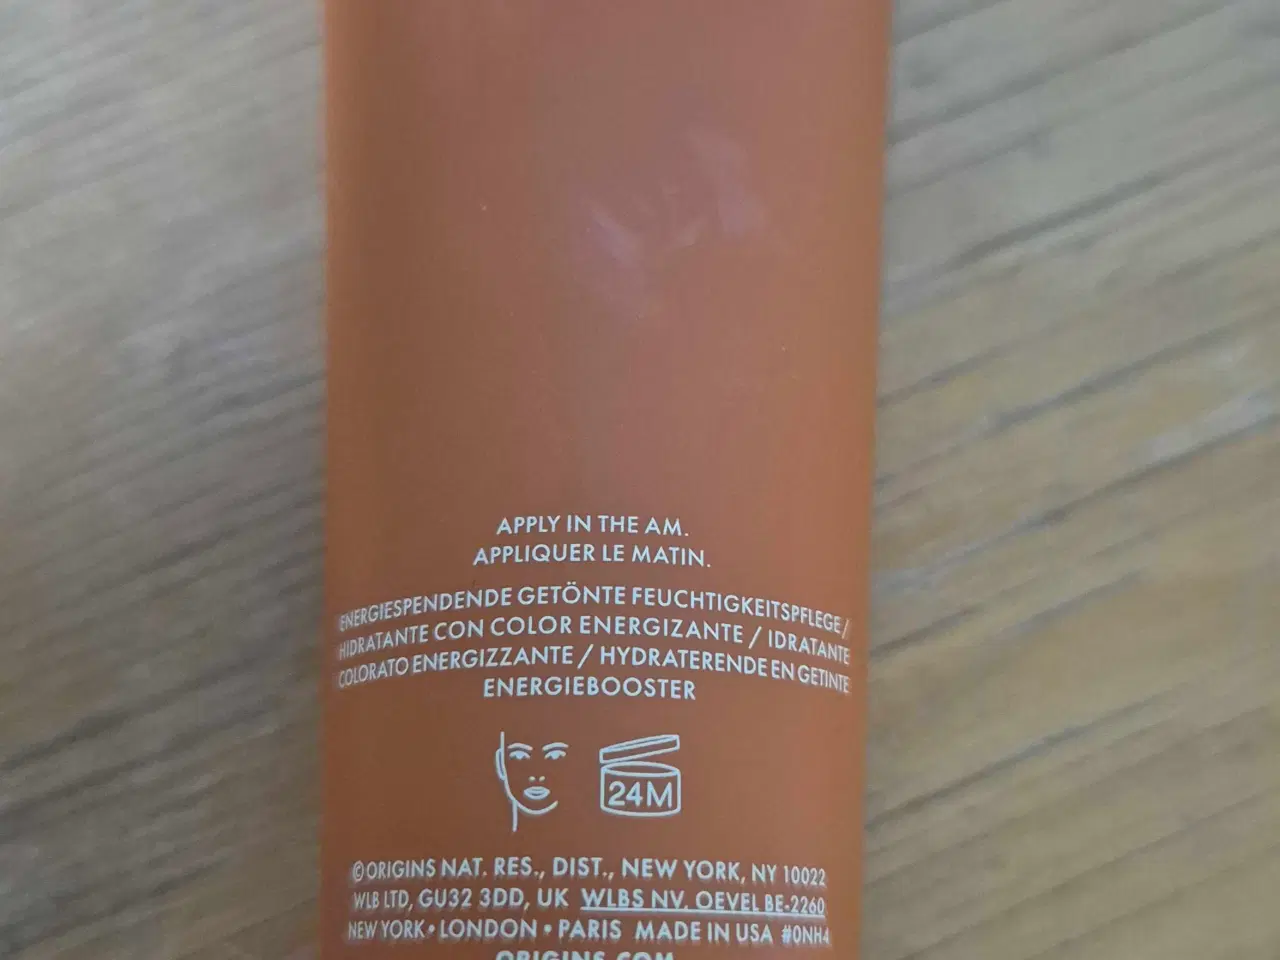 APPLY IN THE AM.
APPLIQUER LE MATIN.
ENERGIESPENDENDE GETÖNTE FEUCHTIGKEITSPFLEGE/
HIDRATANTE CON COLOR ENERGIZANTE / IDRATANTE
COLORATO ENERGIZZANTE / HYDRATERENDE EN GETINTE
ENERGIEBOOSTER
24M
©ORIGINS NAT. RES., DIST., NEW YORK, NY 10022
WLB LTD, GU32 3DD, UK WLBS NV, OEVEL BE-2260
NEW YORK • LONDON • PARIS MADE IN USA #0NH4
ORIGINS.COM